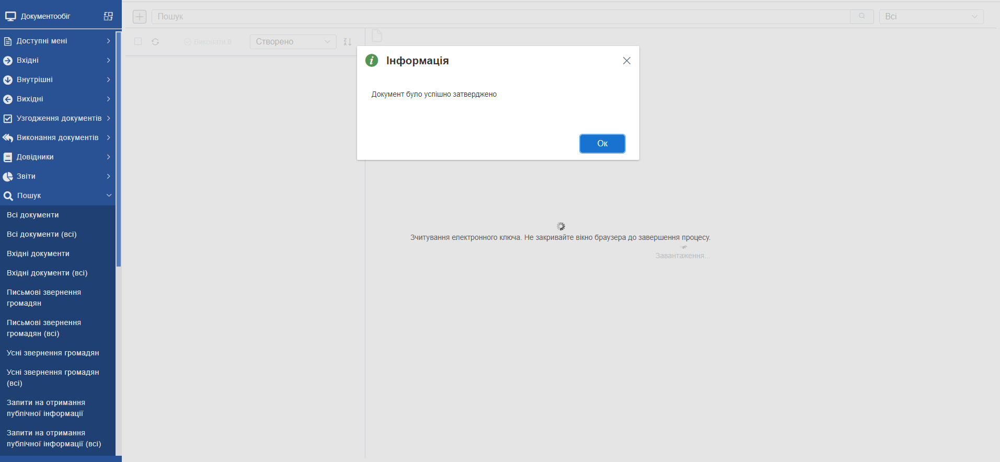 Документообіг
Доступні мені
Вхідні
Внутрішні
Вихідні
Узгодження документів
Виконання документів
Довідники
Звіти
Пошук
Всі документи
Всі документи (всі)
Вхідні документи
Вхідні документи (всі)
Письмові звернення
громадян
Письмові звернення
громадян (всі)
Усні звернення громадян
Усні звернення громадян
(всі)
Запити на отримання
публічної інформації
Запити на отримання
публічної інформації (всі)
Пошук
Всі
Виконати 0
Створено
Інформація
Документ було успішно затверджено
Ок
Зчитування електронного ключа. Не закривайте вікно браузера до завершення процесу.
Завантаження...